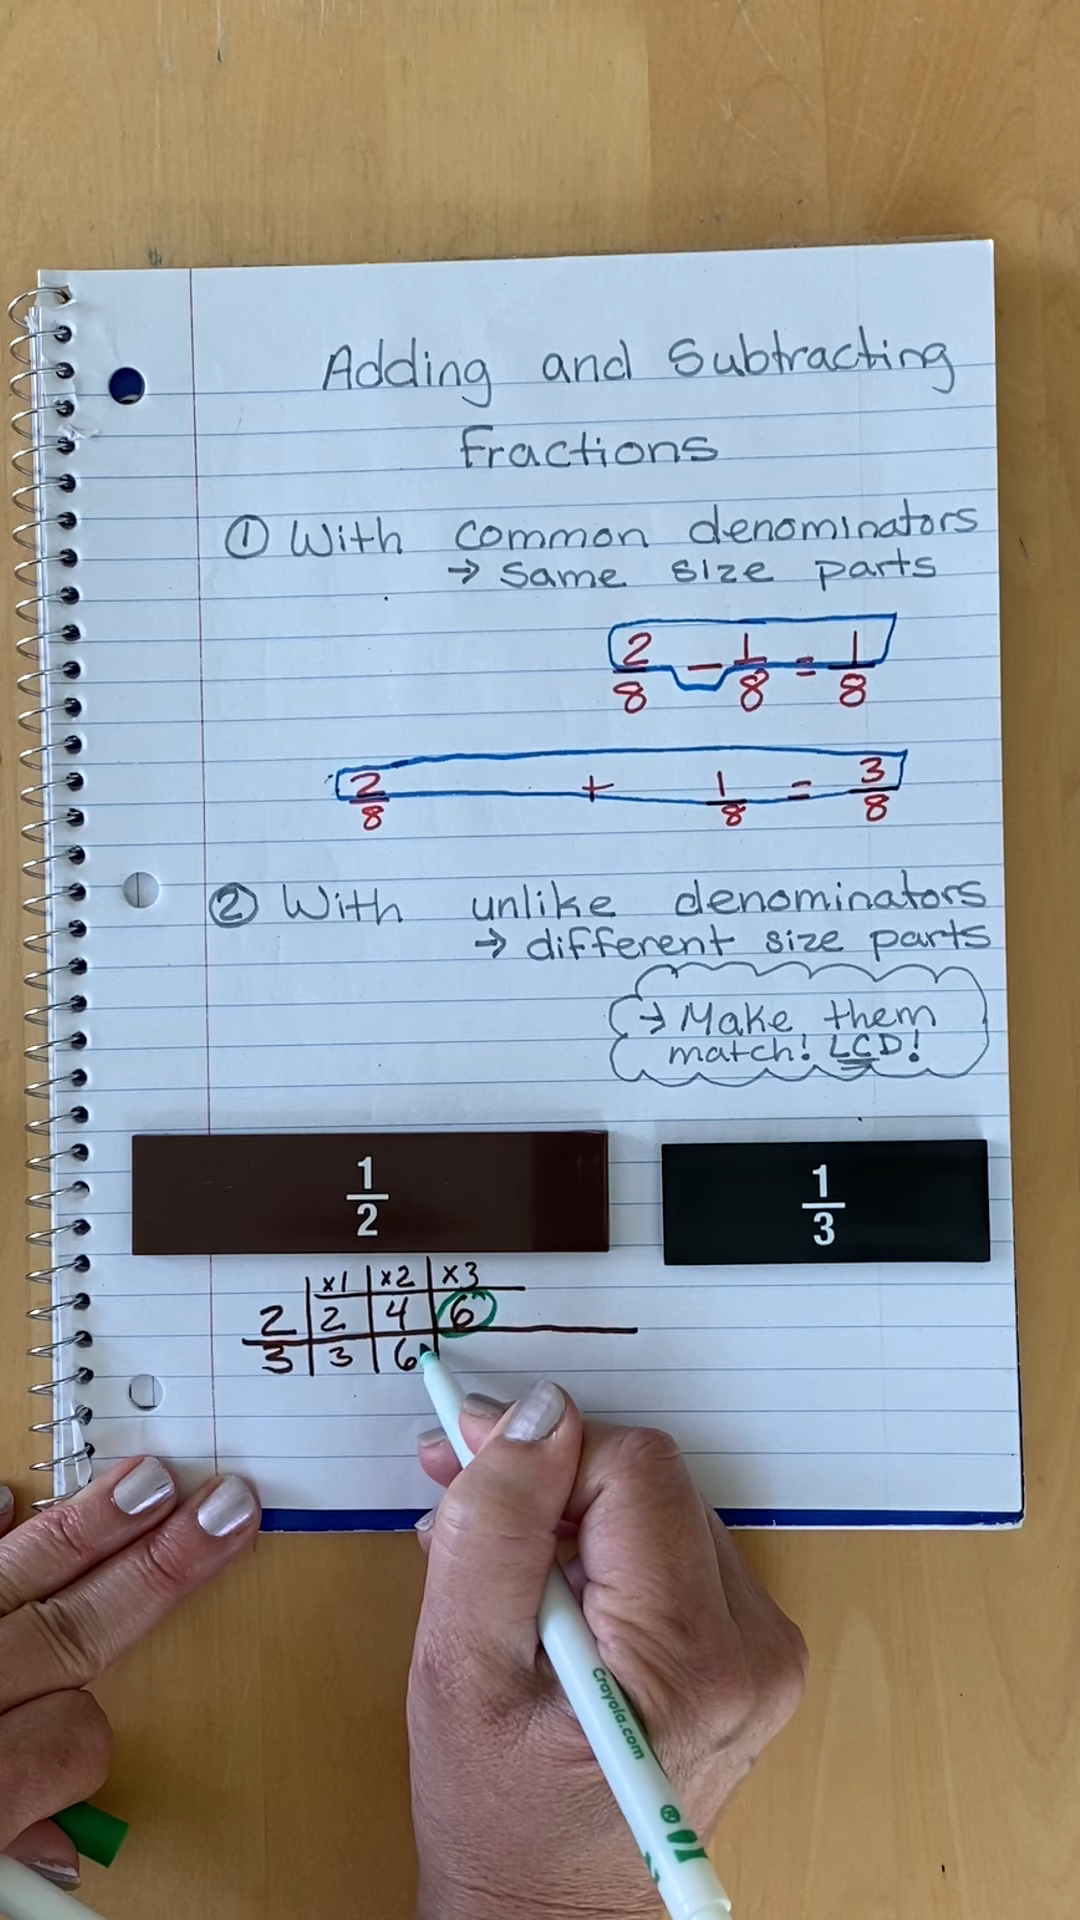 Adding and Subtracting
Fractions
① With common denominators
→ same size parts
2/8 - 1/8 = 1/8
2/8 + 1/8 = 3/8
② With unlike denominators
→ different size parts
→ Make them
match! LCD!
1/2
1/3
x1 x2 x3
2 2 4 6
3 3 6
Crayola.com